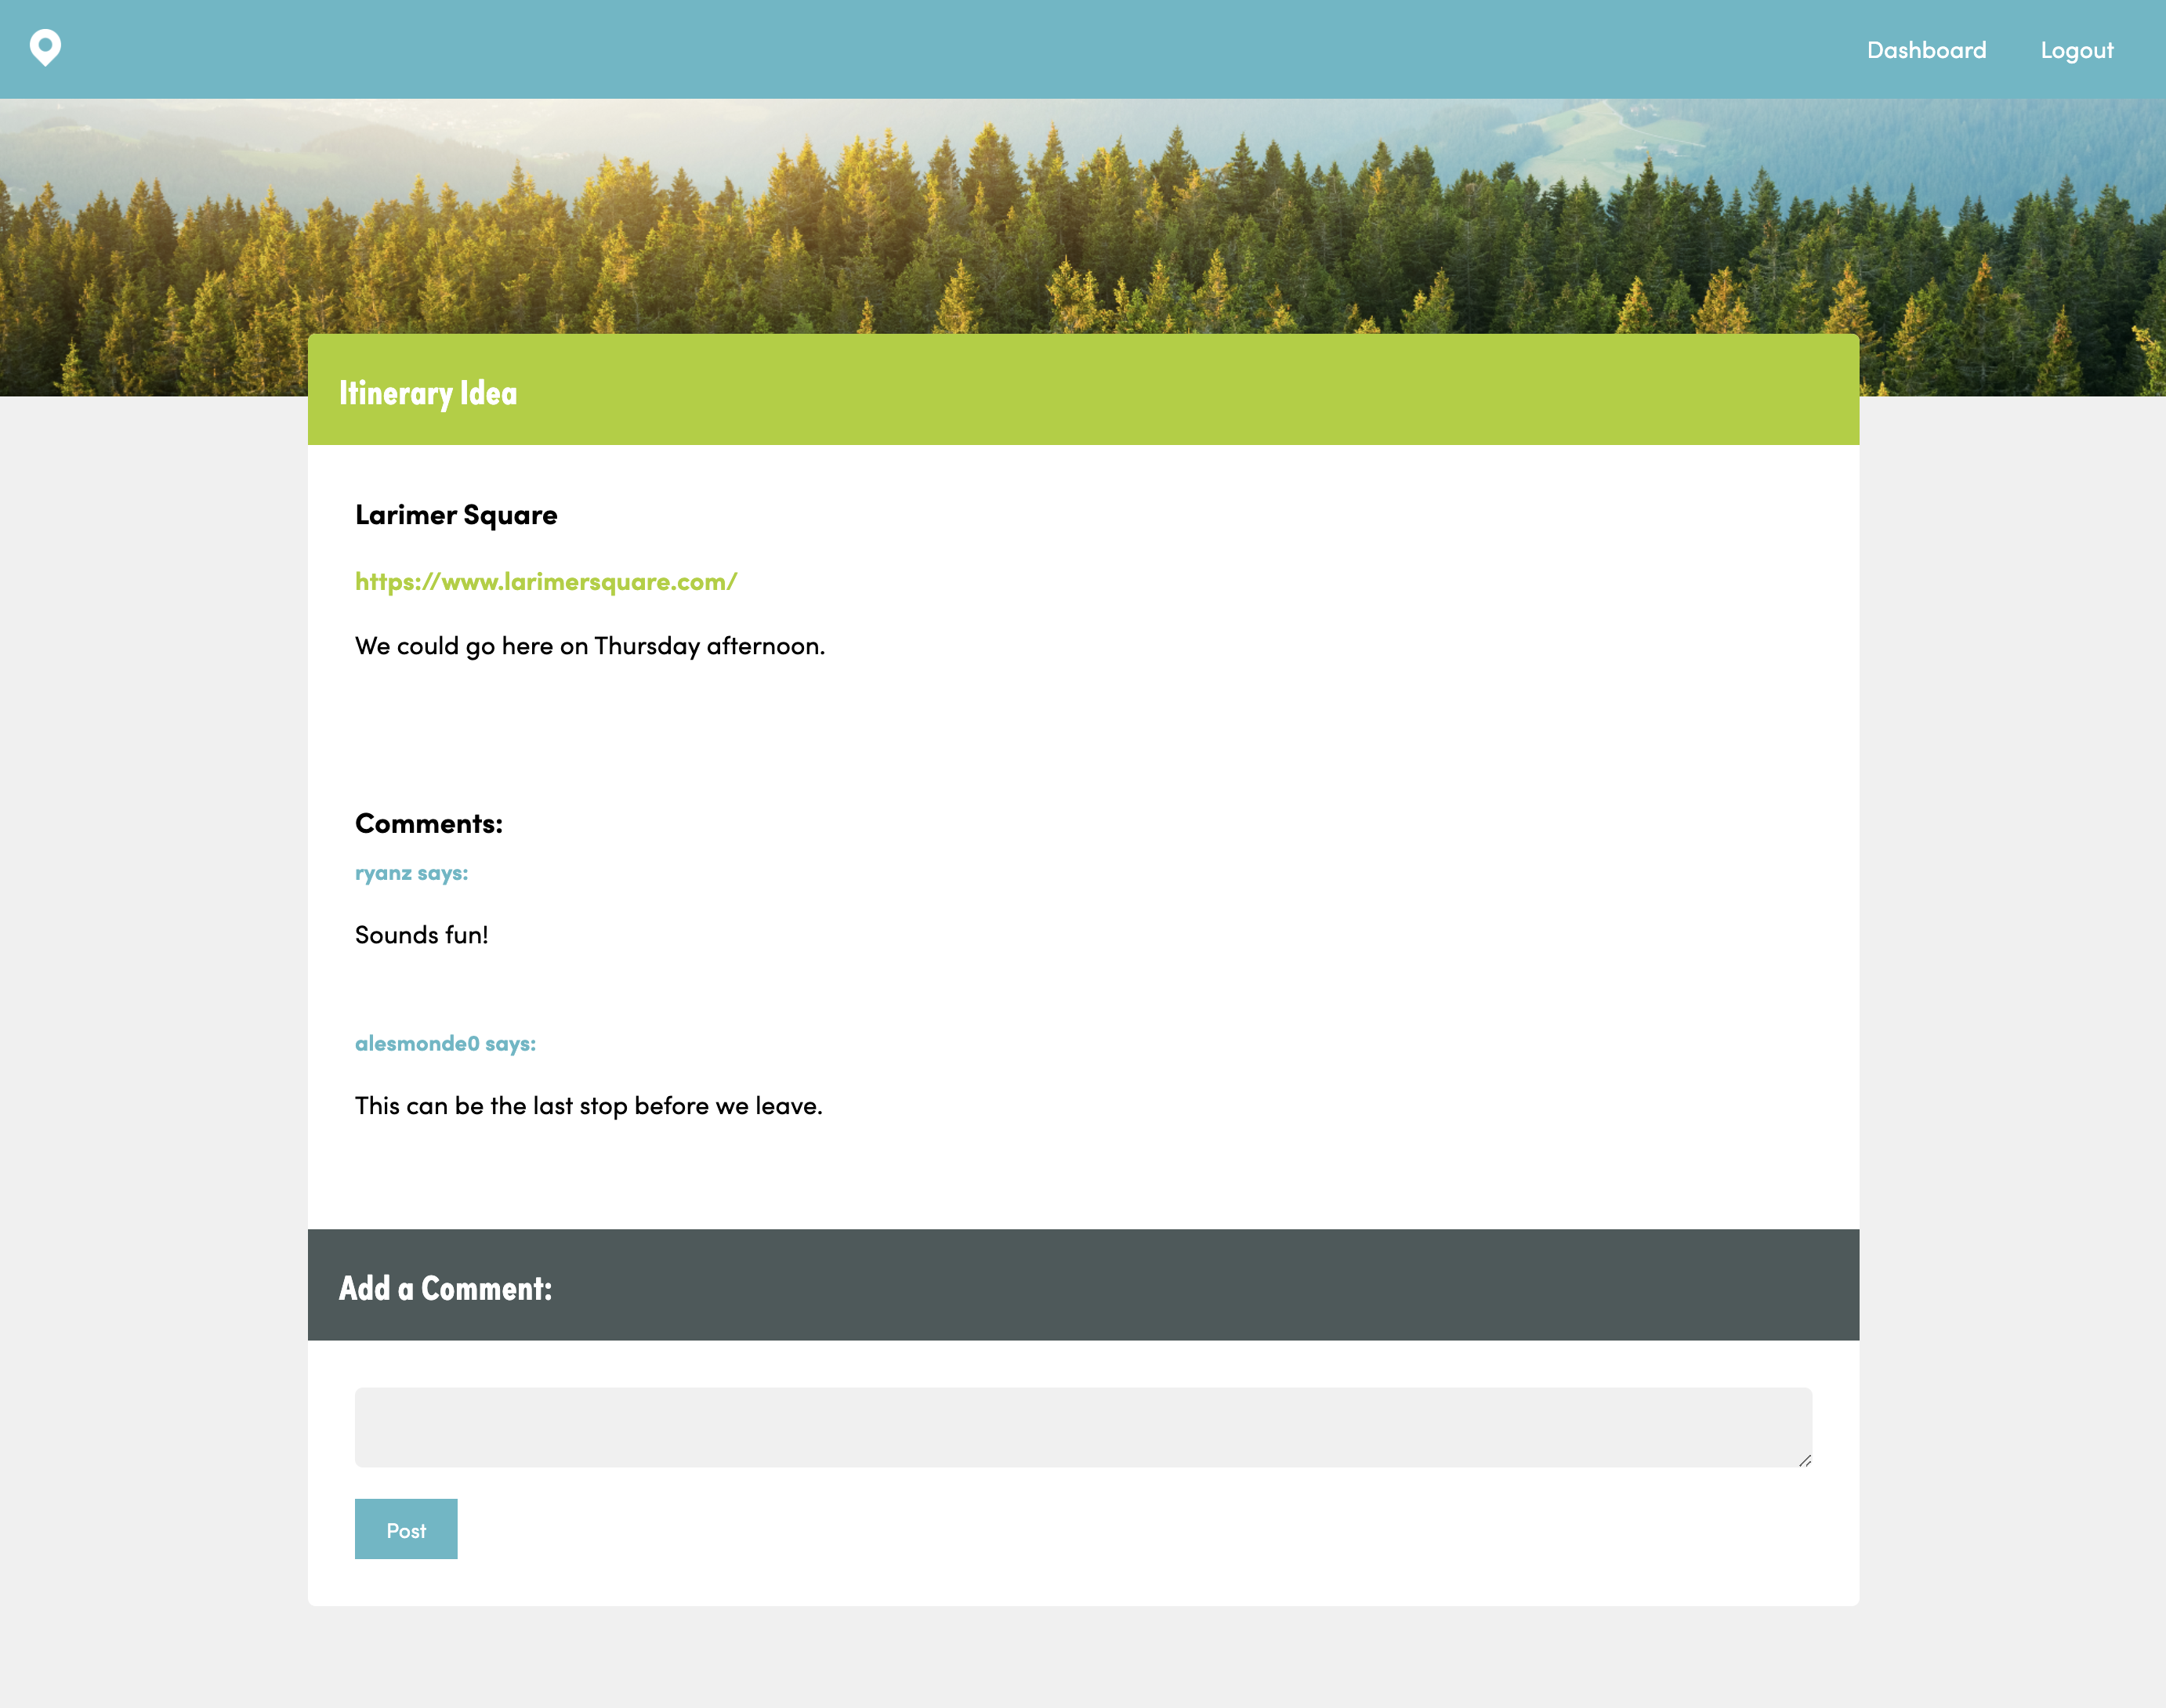 Dashboard Logout
Itinerary Idea
Larimer Square
https://www.larimersquare.com/
We could go here on Thursday afternoon.
Comments:
ryanz says:
Sounds fun!
alesmonde0 says:
This can be the last stop before we leave.
Add a Comment:
Post